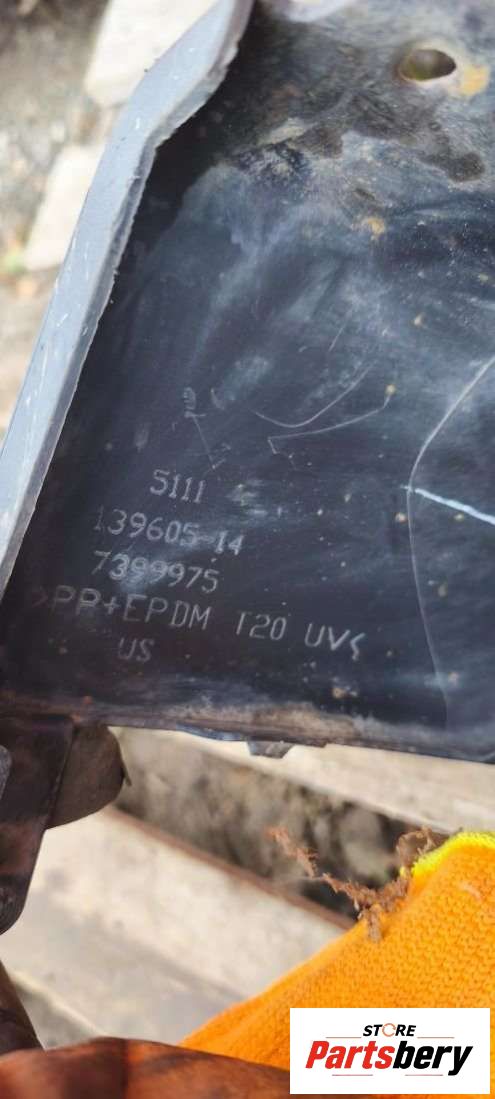 5111
139605-14
7399975
>PP+EPDM T20 UV<
US
STORE
Partsbery